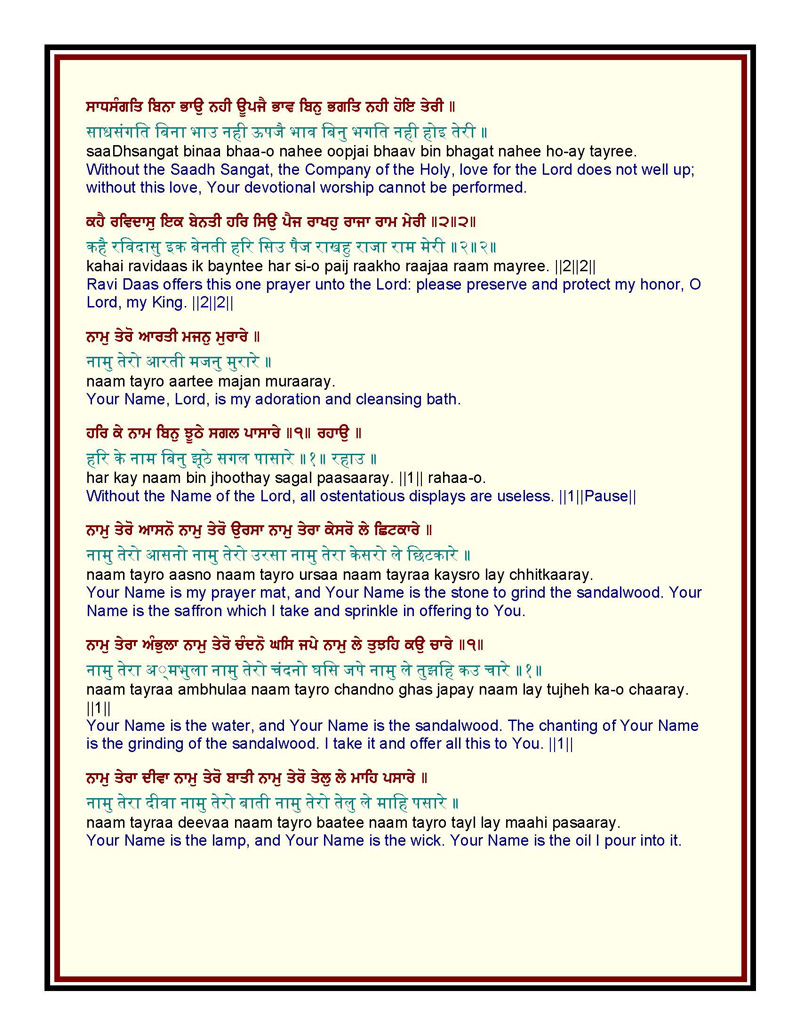 ਸਾਧਸੰਗਤਿ ਬਿਨਾ ਭਾਉ ਨਹੀ ਊਪਜੈ ਭਾਵ ਬਿਨੁ ਭਗਤਿ ਨਹੀ ਹੋਇ ਤੇਰੀ ॥
साधसंगति बिना भाउ नही ऊपजै भाव बिनु भगति नही होइ तेरी ॥
saaDhsangat binaa bhaa-o nahee oopjai bhaav bin bhagat nahee ho-ay tayree.
Without the Saadh Sangat, the Company of the Holy, love for the Lord does not well up;
without this love, Your devotional worship cannot be performed.
ਕਹੈ ਰਵਿਦਾਸੁ ਇਕ ਬੇਨਤੀ ਹਰਿ ਸਿਉ ਪੈਜ ਰਾਖਹੁ ਰਾਜਾ ਰਾਮ ਮੇਰੀ ॥੨॥੨॥
कहै रविदासु इक बेनती हरि सिउ पैज राखहु राजा राम मेरी ॥२॥२॥
kahai ravidaas ik bayntee har si-o paij raakho raajaa raam mayree. ||2||2||
Ravi Daas offers this one prayer unto the Lord: please preserve and protect my honor, O
Lord, my King. ||2||2||
ਨਾਮੁ ਤੇਰੋ ਆਰਤੀ ਮਜਨੁ ਮੁਰਾਰੇ ॥
नामु तेरो आरती मजनु मुरारे ॥
naam tayro aartee majan muraaray.
Your Name, Lord, is my adoration and cleansing bath.
ਹਰਿ ਕੇ ਨਾਮ ਬਿਨੁ ਝੂਠੇ ਸਗਲ ਪਾਸਾਰੇ ॥੧॥ ਰਹਾਉ ॥
हरि के नाम बिनु झूठे सगल पासारे ॥१॥ रहाउ ॥
har kay naam bin jhoothay sagal paasaaray. ||1|| rahaa-o.
Without the Name of the Lord, all ostentatious displays are useless. ||1||Pause||
ਨਾਮੁ ਤੇਰੋ ਆਸਨੋ ਨਾਮੁ ਤੇਰੋ ਉਰਸਾ ਨਾਮੁ ਤੇਰਾ ਕੇਸਰੋ ਲੇ ਛਿਟਕਾਰੇ ॥
नामु तेरो आसनो नामु तेरो उरसा नामु तेरा केसरो ले छिटकारे ॥
naam tayro aasno naam tayro ursaa naam tayraa kaysro lay chhitkaaray.
Your Name is my prayer mat, and Your Name is the stone to grind the sandalwood. Your
Name is the saffron which I take and sprinkle in offering to You.
ਨਾਮੁ ਤੇਰਾ ਅੰਭੁਲਾ ਨਾਮੁ ਤੇਰੋ ਚੰਦਨੋ ਘਸਿ ਜਪੇ ਨਾਮੁ ਲੇ ਤੁਝਹਿ ਕਉ ਚਾਰੇ ॥੧॥
नामु तेरा अ्मभुला नामु तेरो चंदनो घसि जपे नामु ले तुझहि कउ चारे ॥१॥
naam tayraa ambhulaa naam tayro chandno ghas japay naam lay tujheh ka-o chaaray.
||1||
Your Name is the water, and Your Name is the sandalwood. The chanting of Your Name
is the grinding of the sandalwood. I take it and offer all this to You. ||1||
ਨਾਮੁ ਤੇਰਾ ਦੀਵਾ ਨਾਮੁ ਤੇਰੋ ਬਾਤੀ ਨਾਮੁ ਤੇਰੋ ਤੇਲੁ ਲੇ ਮਾਹਿ ਪਸਾਰੇ ॥
नामु तेरा दीवा नामु तेरो बाती नामु तेरो तेलु ले माहि पसारे ॥
naam tayraa deevaa naam tayro baatee naam tayro tayl lay maahi pasaaray.
Your Name is the lamp, and Your Name is the wick. Your Name is the oil I pour into it.